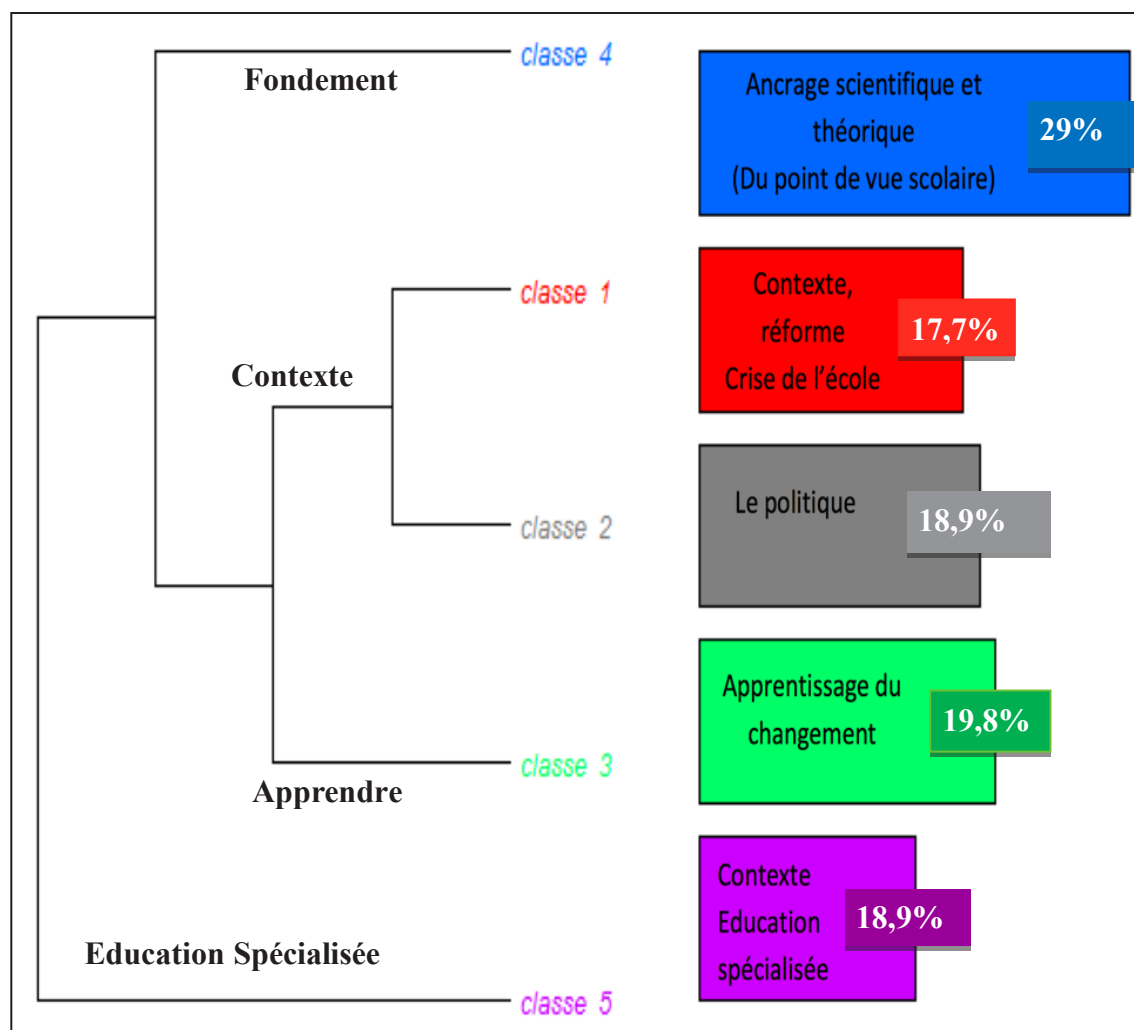 classe 4
Fondement
Ancrage scientifique et
théorique
(Du point de vue scolaire)
29%
classe 1
Contexte
Contexte,
réforme
Crise de l’école
17,7%
classe 2
Le politique
18,9%
classe 3
Apprendre
Apprentissage du
changement
19,8%
Education Spécialisée
classe 5
Contexte
Education
spécialisée
18,9%